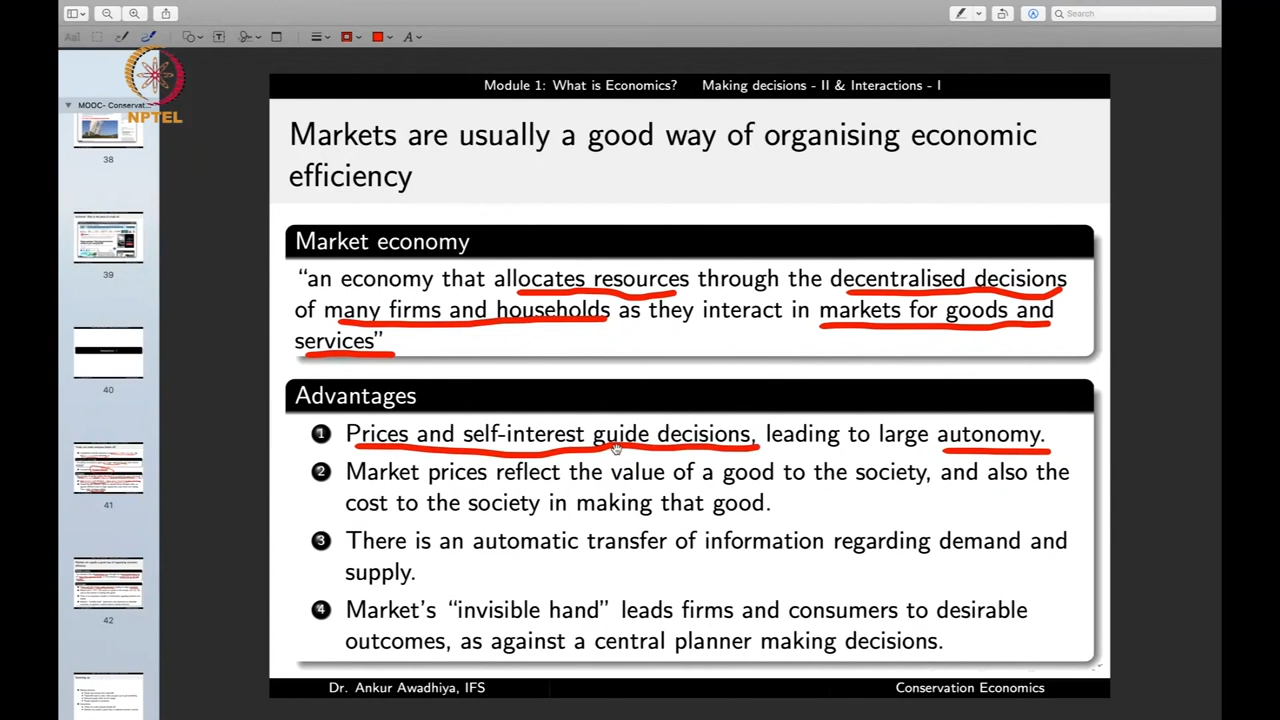 Search
MOOC- Conservat...
NPTEL
38
39
40
41
42
Module 1: What is Economics? Making decisions - II & Interactions - I
Markets are usually a good way of organising economic
efficiency
Market economy
“an economy that allocates resources through the decentralised decisions
of many firms and households as they interact in markets for goods and
services”
Advantages
1 Prices and self-interest guide decisions, leading to large autonomy.
2 Market prices reflect the value of a good to the society, and also the
cost to the society in making that good.
3 There is an automatic transfer of information regarding demand and
supply.
4 Market's “invisible hand” leads firms and consumers to desirable
outcomes, as against a central planner making decisions.
Dr. Ankur Awadhiya, IFS Conservation Economics